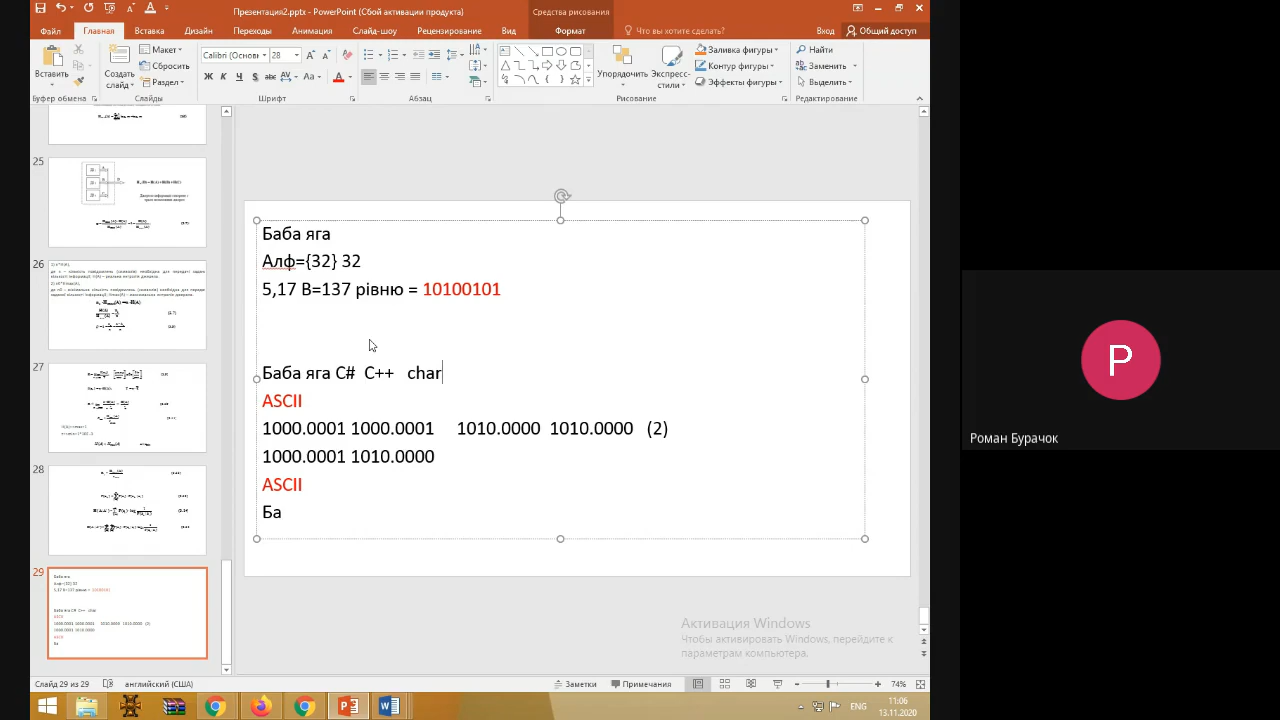 Презентация2.pptx - PowerPoint (Сбой активации продукта)
Средства рисования
Файл
Главная
Вставка
Дизайн
Переходы
Анимация
Слайд-шоу
Рецензирование
Вид
Формат
Что вы хотите сделать?
Вход
Общий доступ
Вставить
Создать слайд
Макет
Сбросить
Раздел
Calibri (Основ
28
Упорядочить
Экспресс-стили
Заливка фигуры
Контур фигуры
Эффекты фигуры
Найти
Заменить
Выделить
Буфер обмена
Слайды
Шрифт
Абзац
Рисование
Редактирование
25
26
27
28
29
Баба яга
Алф={32} 32
5,17 В=137 рівню = 10100101
Баба яга C# C++ char
ASCII
1000.0001 1000.0001 1010.0000 1010.0000 (2)
1000.0001 1010.0000
ASCII
Ба
Роман Бурачок
P
Активация Windows
Чтобы активировать Windows, перейдите к
параметрам компьютера.
Слайд 29 из 29
английский (США)
Заметки
Примечания
74%
ENG
11:06
13.11.2020